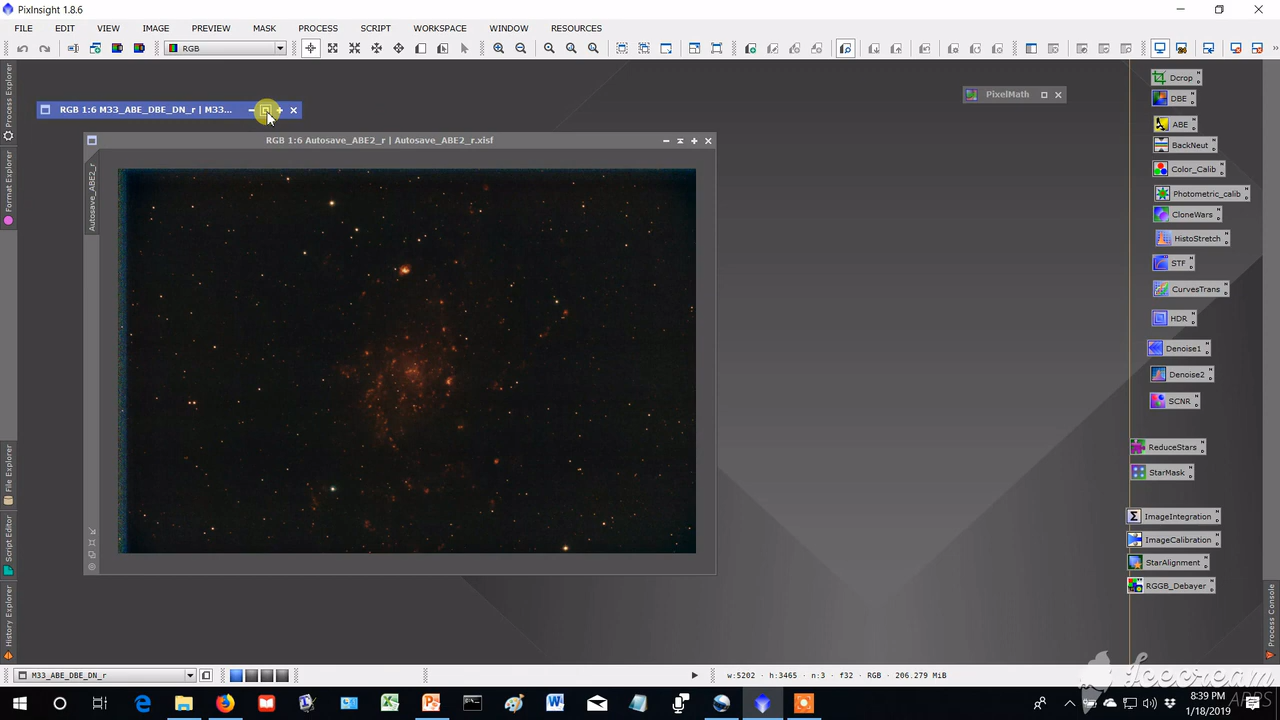 PixInsight 1.8.6
FILE EDIT VIEW IMAGE PREVIEW MASK PROCESS SCRIPT WORKSPACE WINDOW RESOURCES
RGB
Process Explorer
Format Explorer
File Explorer
Script Editor
History Explorer
RGB 1:6 M33_ABE_DBE_DN_r | M33...
PixelMath
RGB 1:6 Autosave_ABE2_r | Autosave_ABE2_r.xisf
Autosave_ABE2_r
Dcrop
DBE
ABE
BackNeut
Color_Calib
Photometric_calib
CloneWars
HistoStretch
STF
CurvesTrans
HDR
Denoise1
Denoise2
SCNR
ReduceStars
StarMask
ImageIntegration
ImageCalibration
StarAlignment
RGGB_Debayer
Process Console
M33_ABE_DBE_DN_r
w:5202 · h:3465 · n:3 · f32 · RGB · 206.279 MiB
Icecream
APPS
8:39 PM
1/18/2019